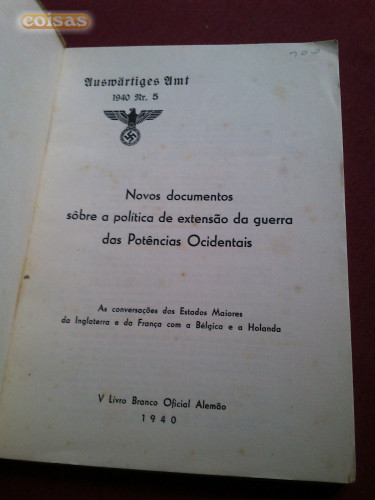 coisas
Auswärtiges Amt
1940 Nr. 5
Novos documentos
sôbre a política de extensão da guerra
das Potências Ocidentais
As conversações dos Estados Maiores
da Inglaterra e da França com a Bélgica e a Holanda
V Livro Branco Oficial Alemão
1940